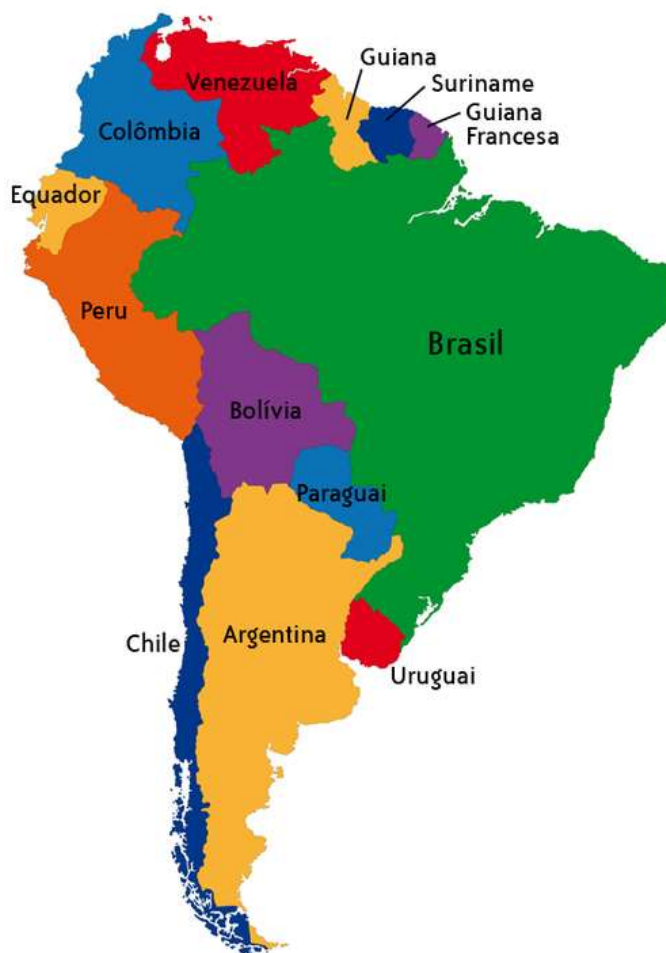 Guiana
Venezuela
Suriname
Guiana
Francesa
Colômbia
Equador
Peru
Brasil
Bolívia
Paraguai
Chile
Argentina
Uruguai